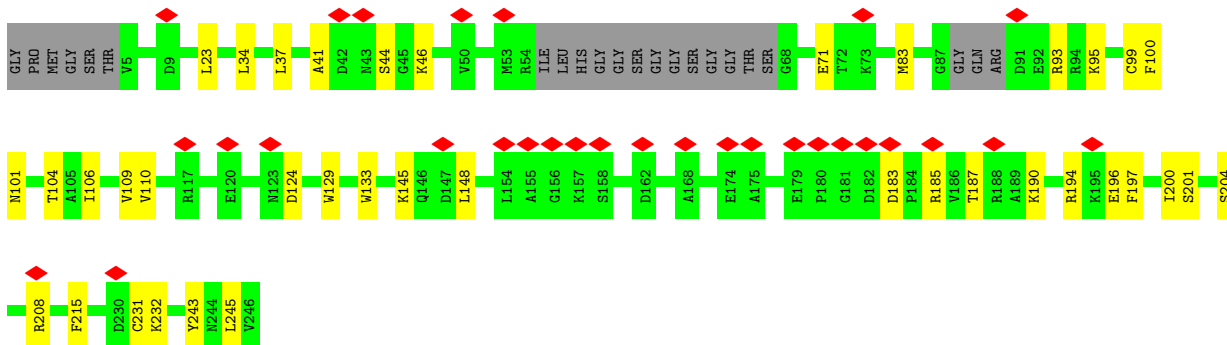 GLY PRO MET GLY SER THR V5 D9 L23 L34 L37 A41 D42 N43 S44 G45 K46 V50 M53 R54 ILE LEU HIS GLY GLY SER GLY GLY SER GLY GLY THR SER G68 E71 T72 K73 M83 G87 GLY GLN ARG D91 E92 R93 R94 K95 C99 F100
N101 T104 A105 I106 V109 V110 R117 E120 N123 D124 W129 W133 K145 Q146 D147 L148 L154 A155 G156 K157 S158 D162 A168 E174 A175 E179 P180 G181 D182 D183 P184 R185 V186 T187 R188 A189 K190 R194 K195 E196 F197 I200 S201 S204
R208 F215 D230 C231 K232 Y243 N244 L245 V246